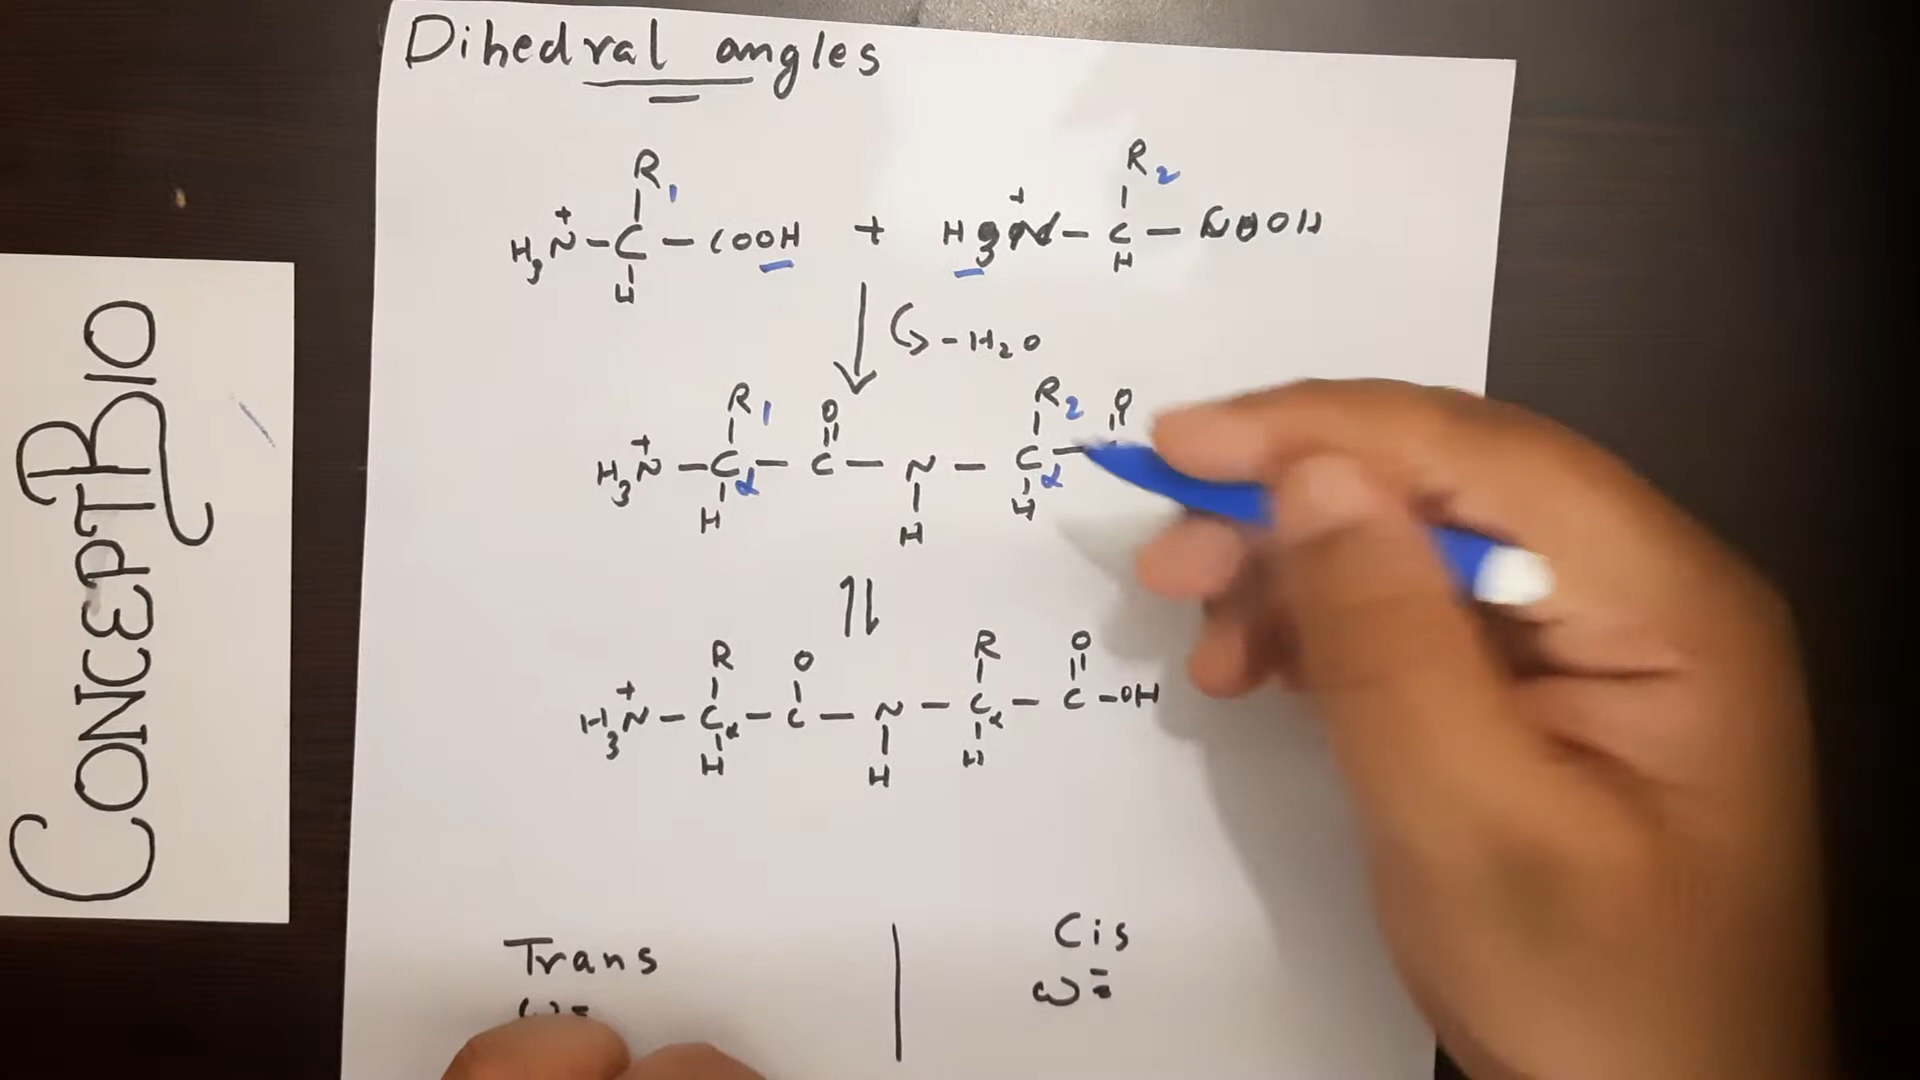 Dihedral angles
R1 R2
H3N+ - C - COOH + H3N+ - C - COOH
H H
-H2O
R1 O R2 O
H3N+ - Cα - C - N - Cα -
H H H
R O R O
H3N+ - Cα - C - N - Cα - C - OH
H H H
Trans Cis
ω= ω=
CONCEPTBIO